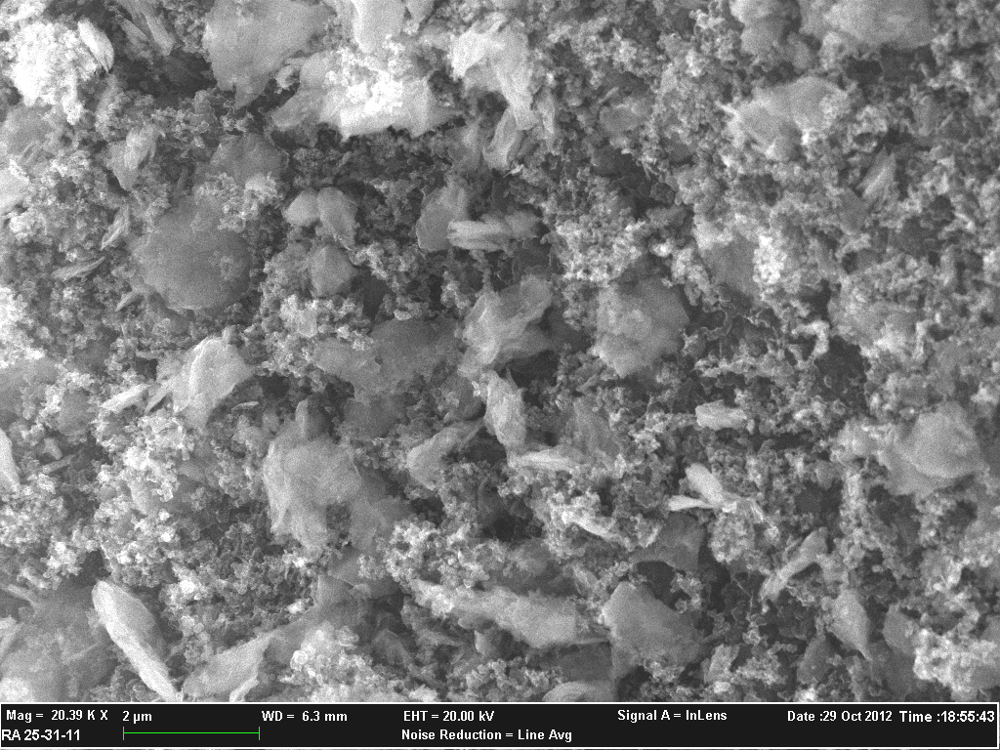 Mag = 20.39 K X 2 µm WD = 6.3 mm EHT = 20.00 kV Signal A = InLens Date :29 Oct 2012 Time :18:55:43
RA 25-31-11 Noise Reduction = Line Avg